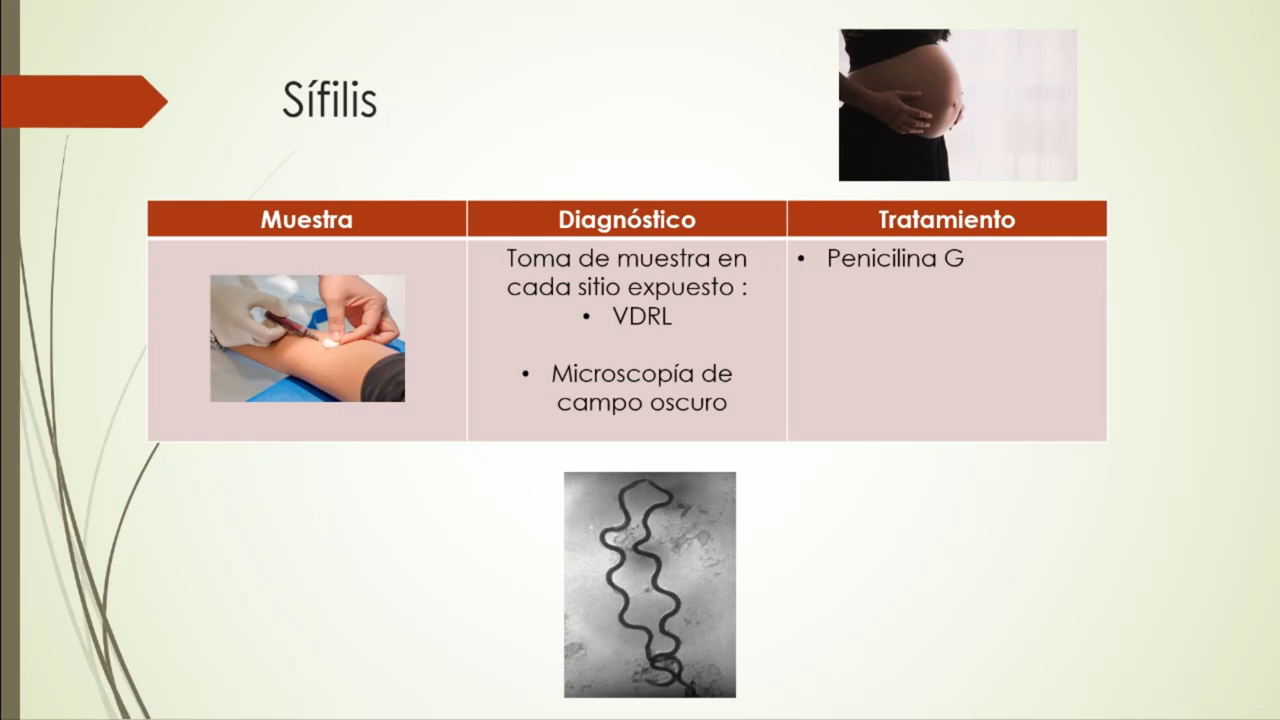 Sífilis
Muestra
Diagnóstico
Tratamiento
Toma de muestra en
cada sitio expuesto :
• VDRL
• Microscopía de
campo oscuro
• Penicilina G